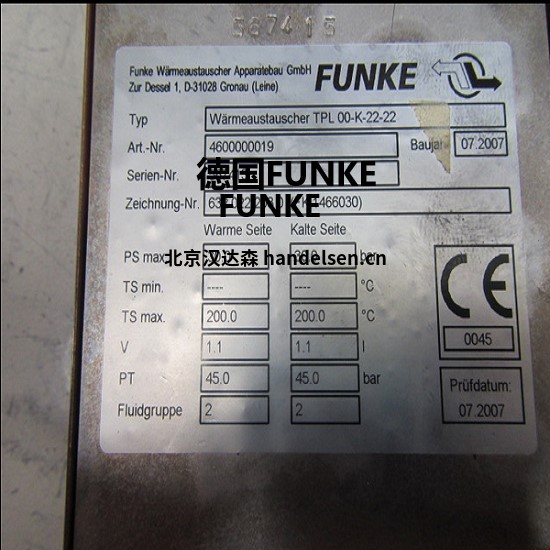 567415
Funke Wärmeaustauscher Apparatebau GmbH
Zur Dessel 1, D-31028 Gronau (Leine)
FUNKE
Typ Wärmeaustauscher TPL 00-K-22-22
Art.-Nr. 4600000019 Baujahr 07.2007
Serien-Nr.
德国FUNKE
Zeichnung-Nr. 1466030)
FUNKE
Warme Seite Kalte Seite
PS max. bar
北京汉达森 handelsen.cn
TS min. ---- ---- °C
TS max. 200.0 200.0 °C
CE
0045
V 1.1 1.1 l
PT 45.0 45.0 bar
Prüfdatum:
07.2007
Fluidgruppe 2 2